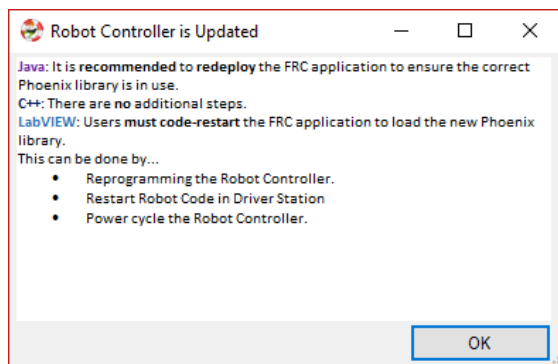 Robot Controller is Updated
Java: It is recommended to redeploy the FRC application to ensure the correct
Phoenix library is in use.
C++: There are no additional steps.
LabVIEW: Users must code-restart the FRC application to load the new Phoenix
library.
This can be done by...
• Reprogramming the Robot Controller.
• Restart Robot Code in Driver Station
• Power cycle the Robot Controller.
OK